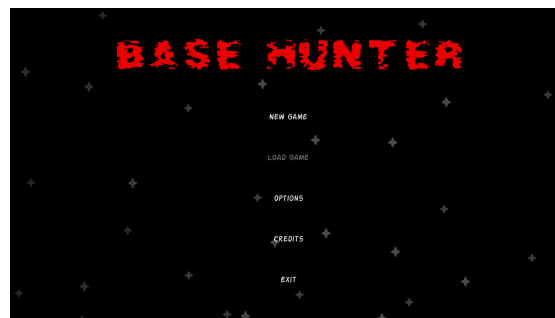 BASE HUNTER
NEW GAME
LOAD GAME
OPTIONS
CREDITS
EXIT